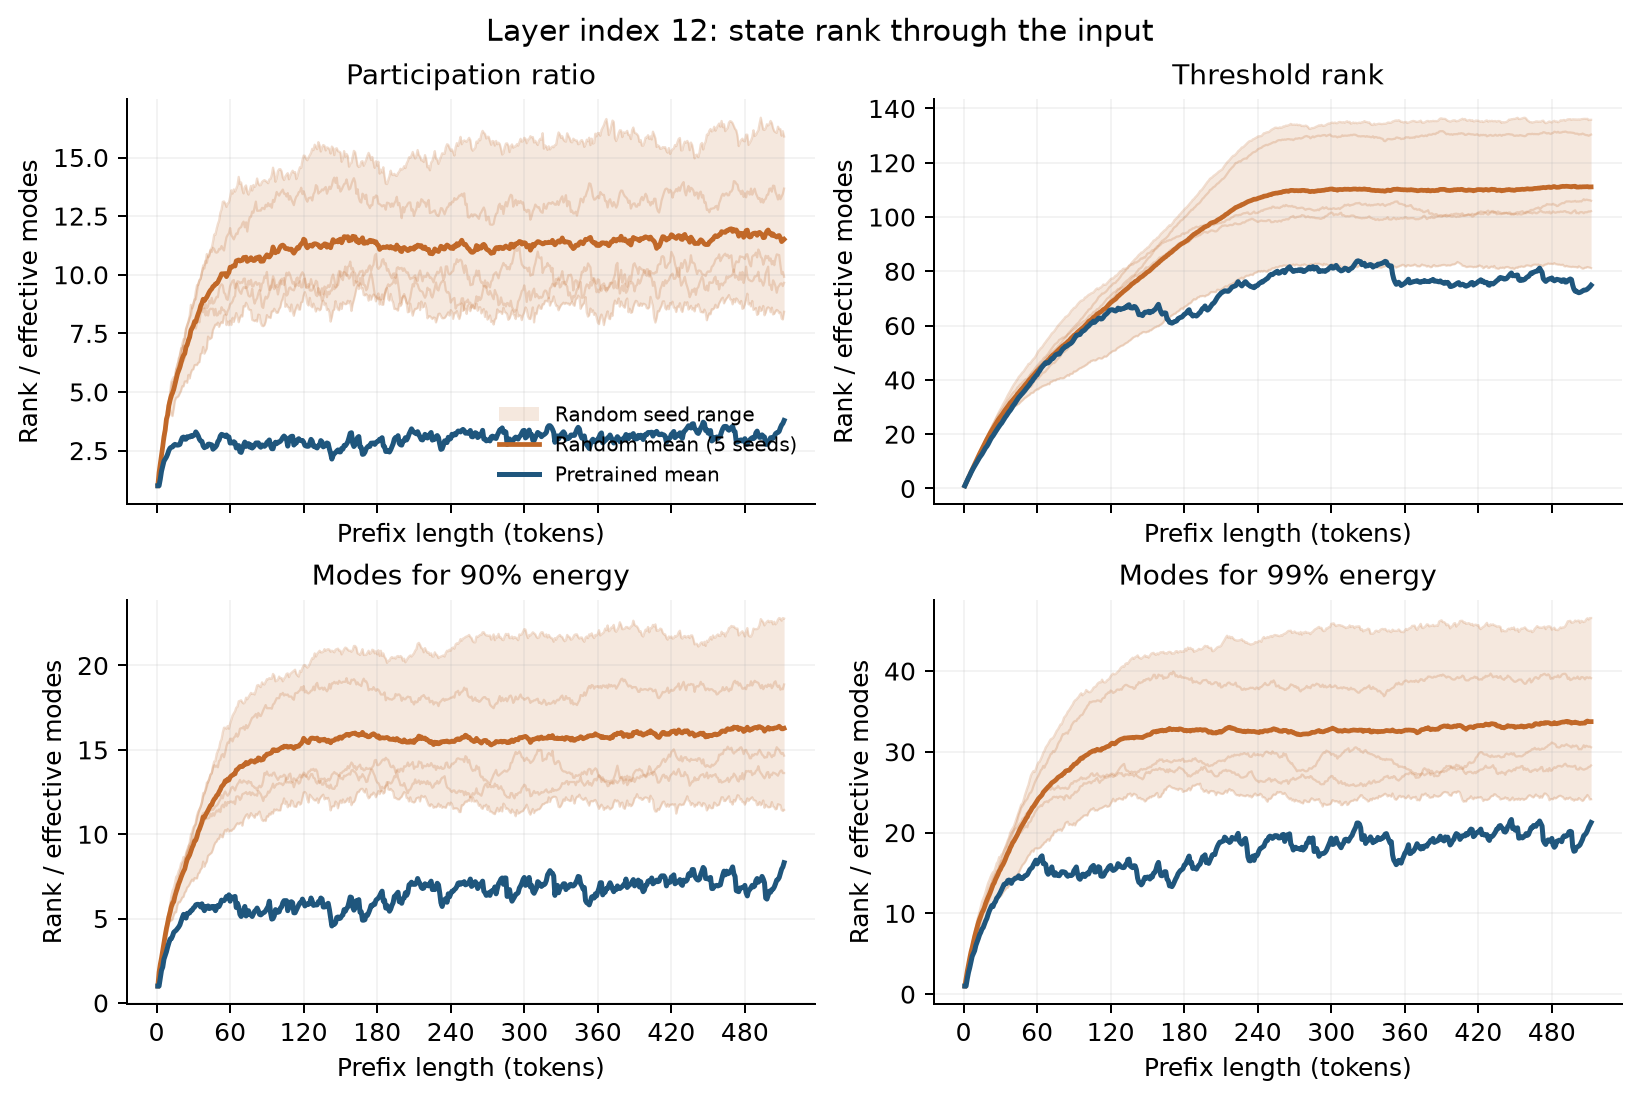 Layer index 12: state rank through the input
Participation ratio
Rank / effective modes
15.0
12.5
10.0
7.5
5.0
2.5
Random seed range
Random mean (5 seeds)
Pretrained mean
Prefix length (tokens)
Threshold rank
Rank / effective modes
140
120
100
80
60
40
20
0
Prefix length (tokens)
Modes for 90% energy
Rank / effective modes
20
15
10
5
0
0 60 120 180 240 300 360 420 480
Prefix length (tokens)
Modes for 99% energy
Rank / effective modes
40
30
20
10
0
0 60 120 180 240 300 360 420 480
Prefix length (tokens)